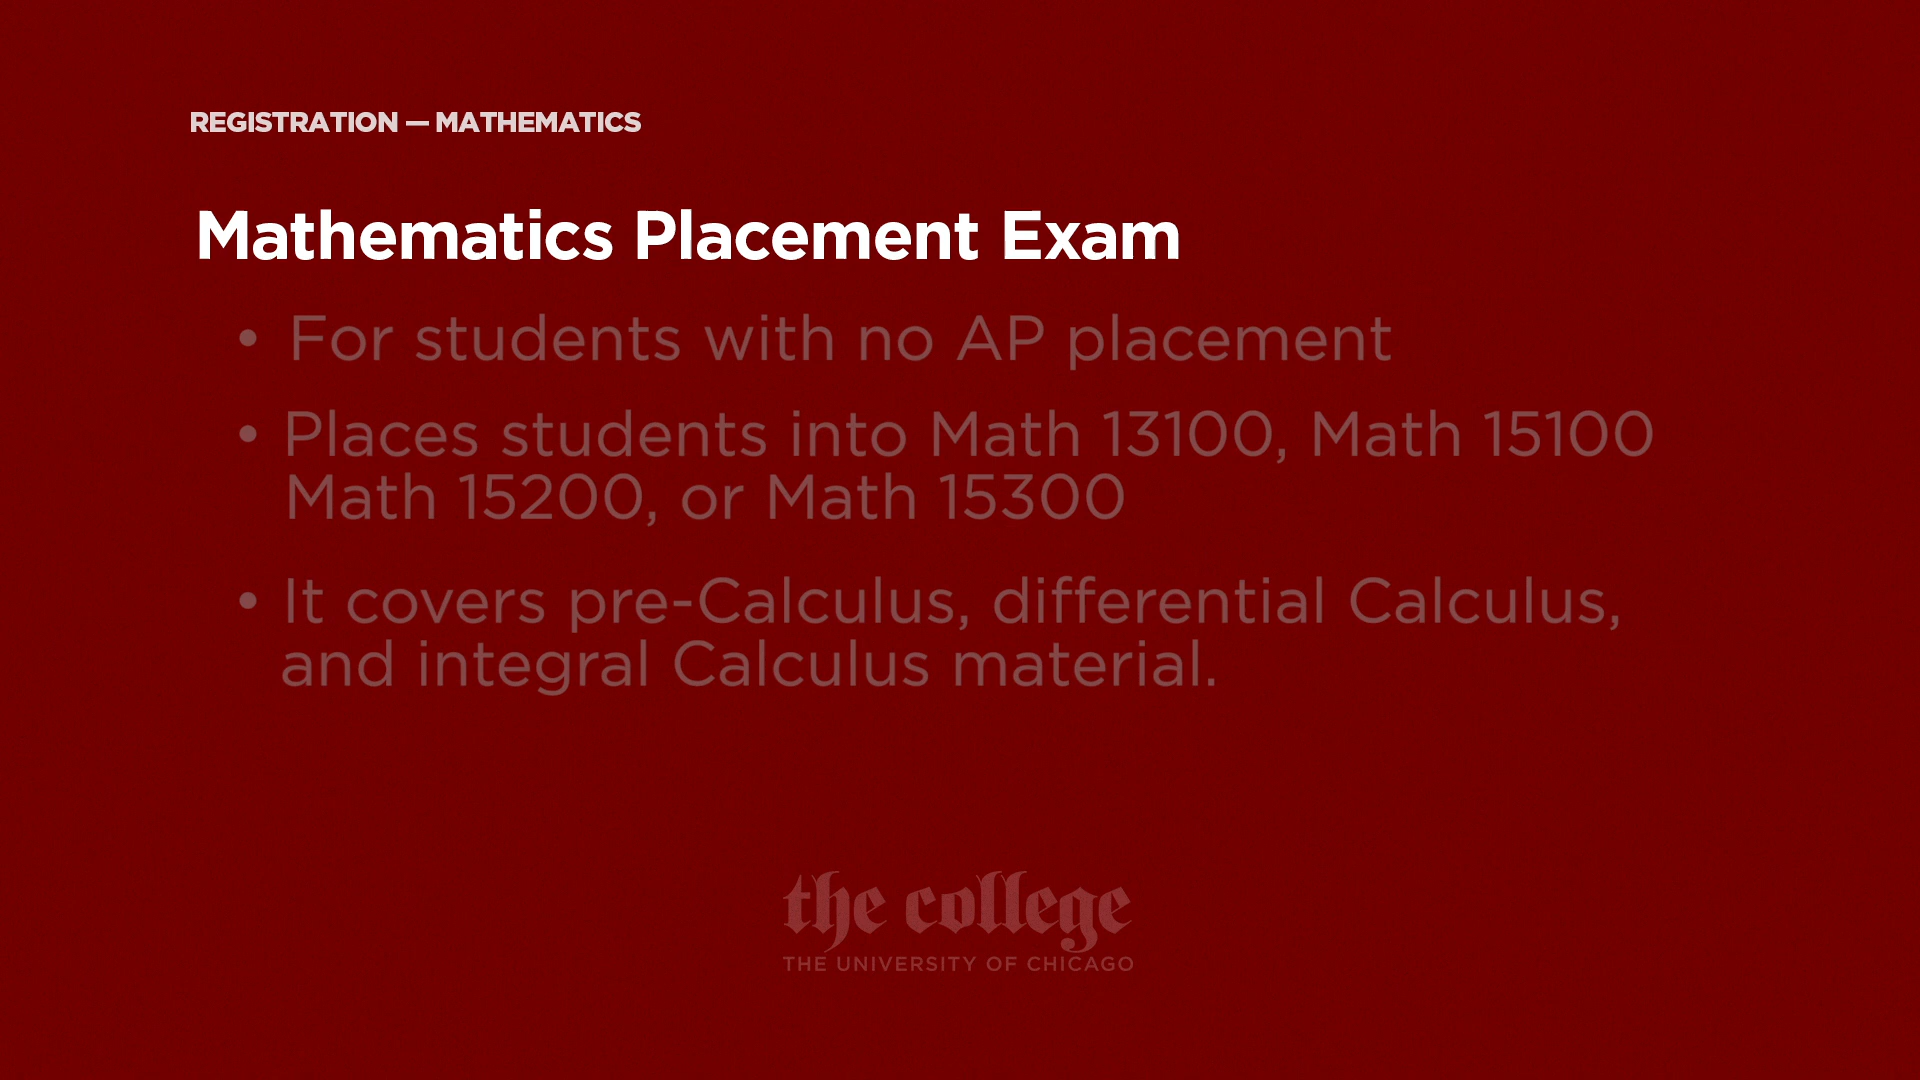 REGISTRATION — MATHEMATICS
Mathematics Placement Exam
• For students with no AP placement
• Places students into Math 13100, Math 15100
Math 15200, or Math 15300
• It covers pre-Calculus, differential Calculus,
and integral Calculus material.
the college
THE UNIVERSITY OF CHICAGO